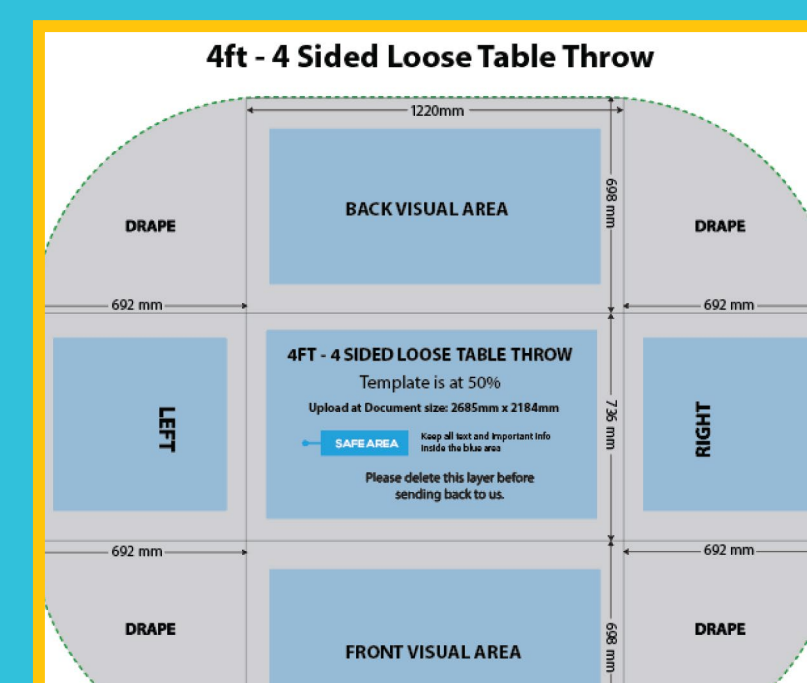 4ft - 4 Sided Loose Table Throw
1220mm
BACK VISUAL AREA
698 mm
DRAPE
DRAPE
692 mm
692 mm
4FT - 4 SIDED LOOSE TABLE THROW
Template is at 50%
Upload at Document size: 2685mm x 2184mm
SAFE AREA
Keep all text and important info
inside the blue area
Please delete this layer before
sending back to us.
LEFT
736 mm
RIGHT
692 mm
692 mm
DRAPE
DRAPE
FRONT VISUAL AREA
698 mm